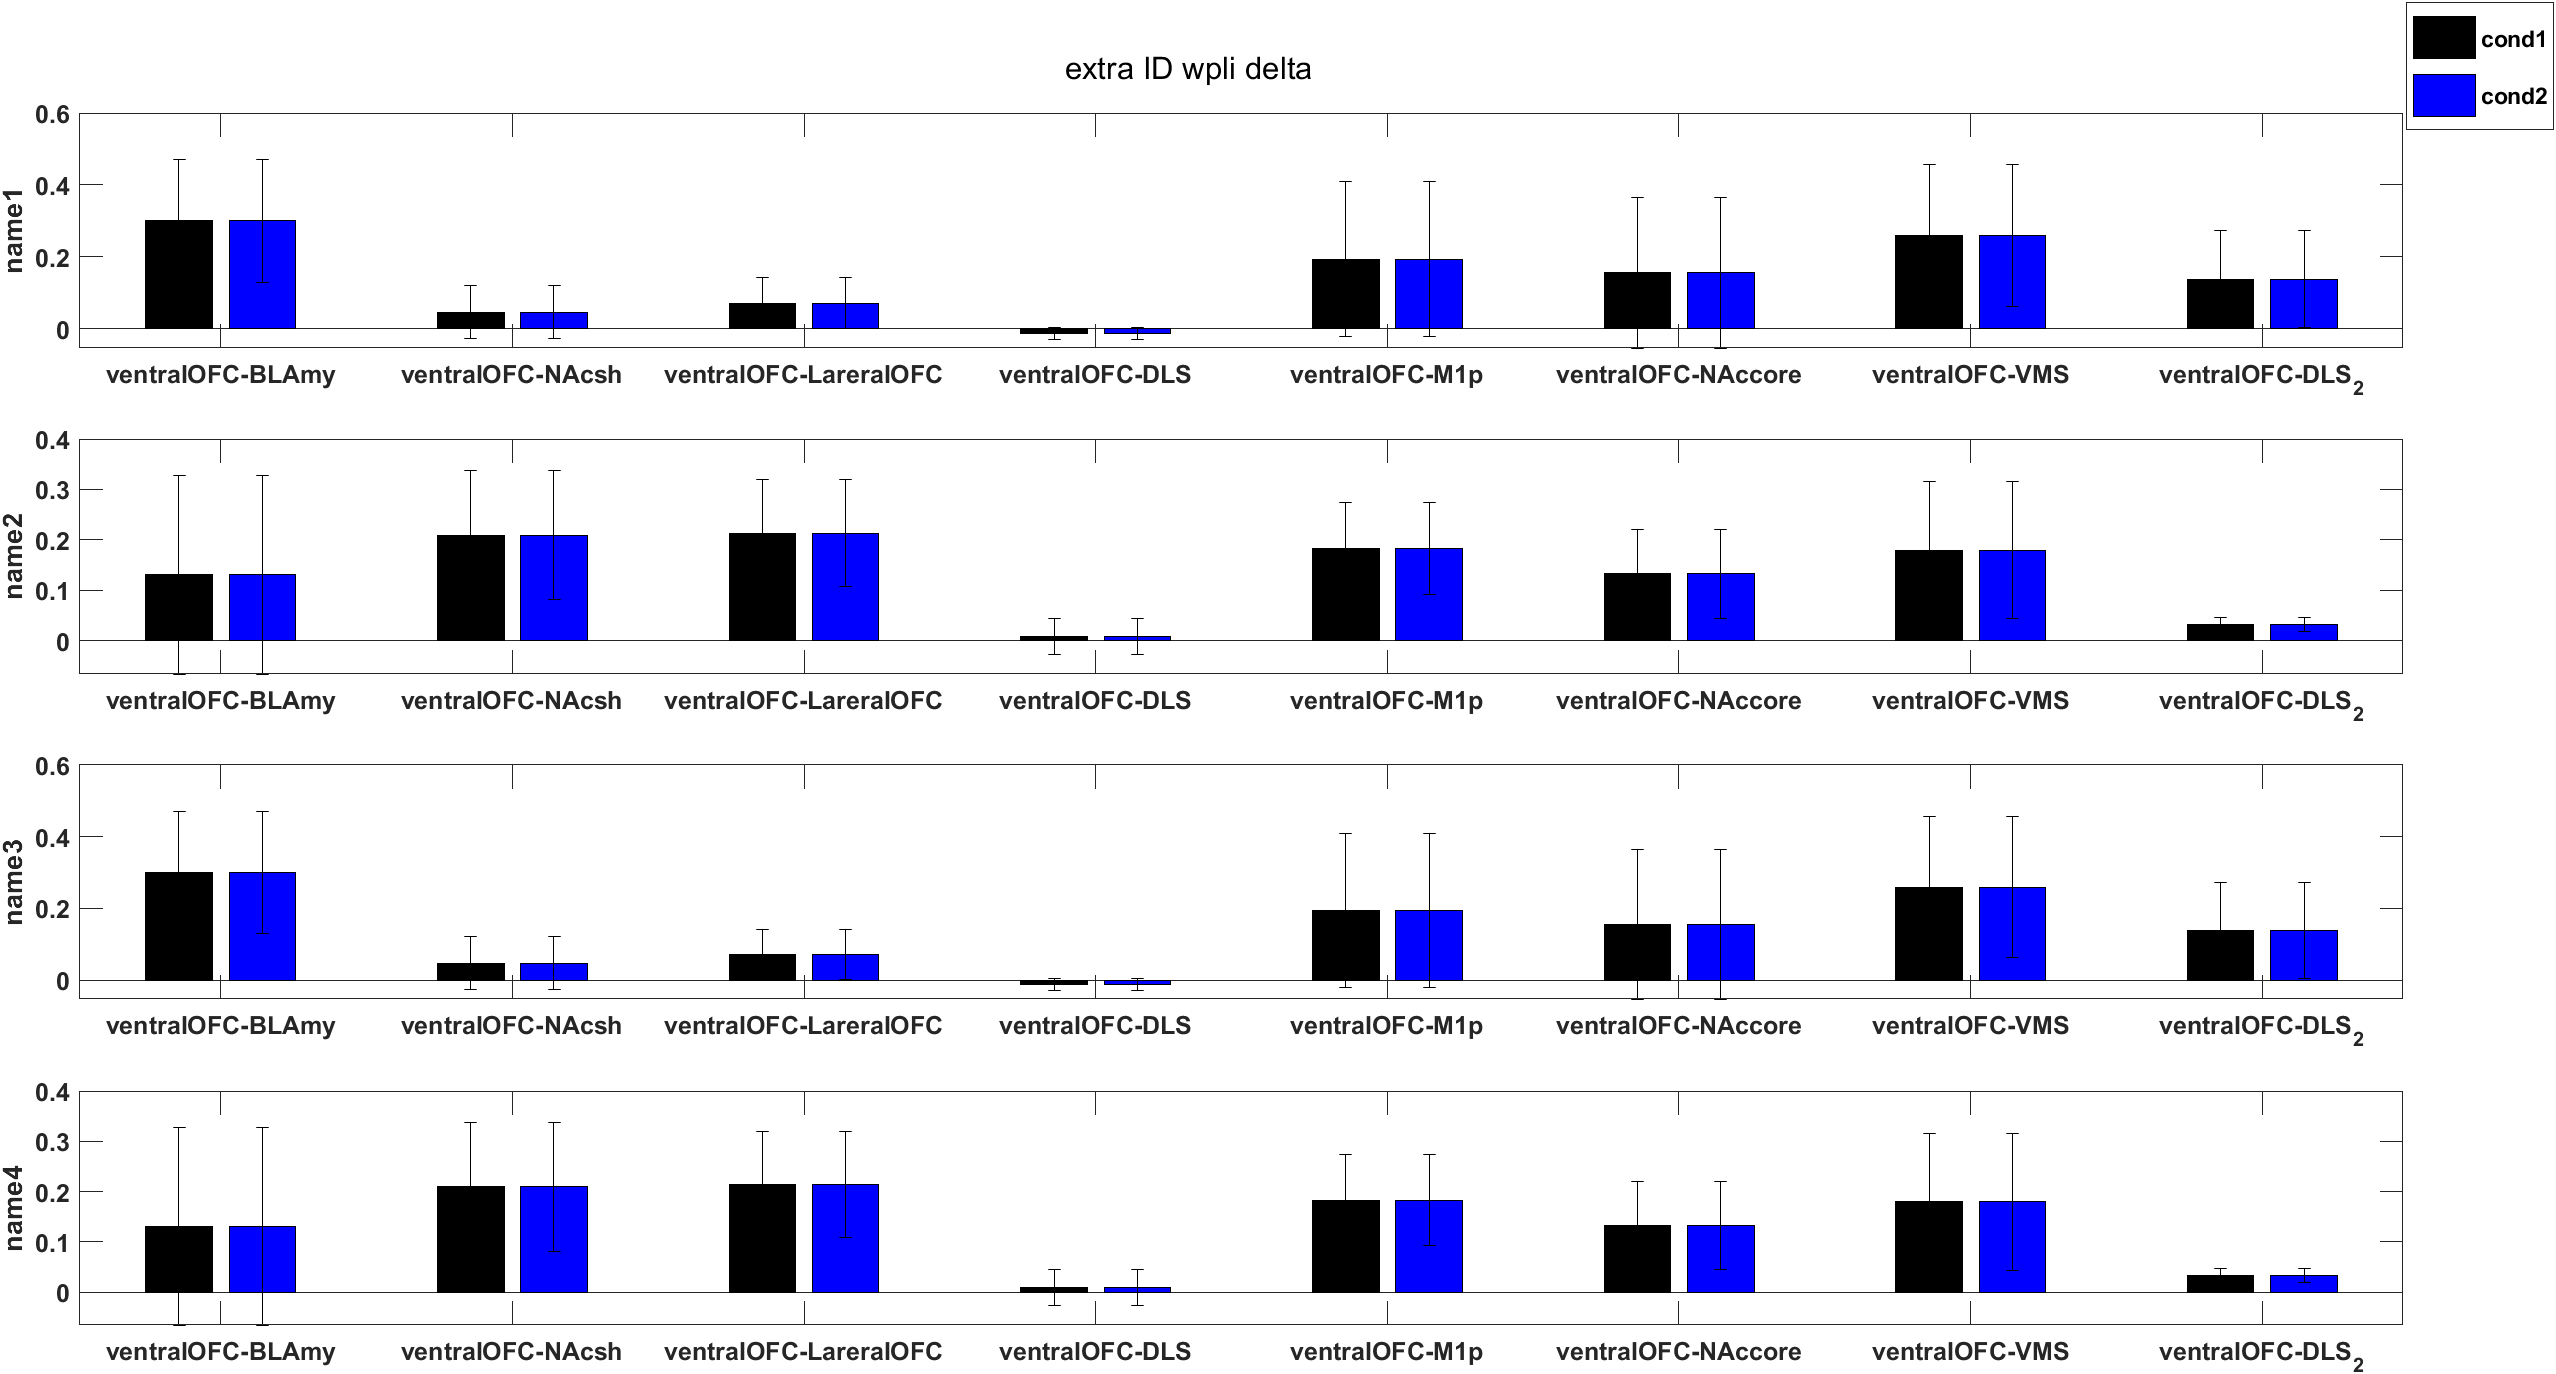 cond1
cond2
extra ID wpli delta
0.6
0.4
0.2
0
name1
ventralOFC-BLAmy ventralOFC-NAcsh ventralOFC-LareralOFC ventralOFC-DLS ventralOFC-M1p ventralOFC-NAccore ventralOFC-VMS ventralOFC-DLS2
0.4
0.3
0.2
0.1
0
name2
ventralOFC-BLAmy ventralOFC-NAcsh ventralOFC-LareralOFC ventralOFC-DLS ventralOFC-M1p ventralOFC-NAccore ventralOFC-VMS ventralOFC-DLS2
0.6
0.4
0.2
0
name3
ventralOFC-BLAmy ventralOFC-NAcsh ventralOFC-LareralOFC ventralOFC-DLS ventralOFC-M1p ventralOFC-NAccore ventralOFC-VMS ventralOFC-DLS2
0.4
0.3
0.2
0.1
0
name4
ventralOFC-BLAmy ventralOFC-NAcsh ventralOFC-LareralOFC ventralOFC-DLS ventralOFC-M1p ventralOFC-NAccore ventralOFC-VMS ventralOFC-DLS2